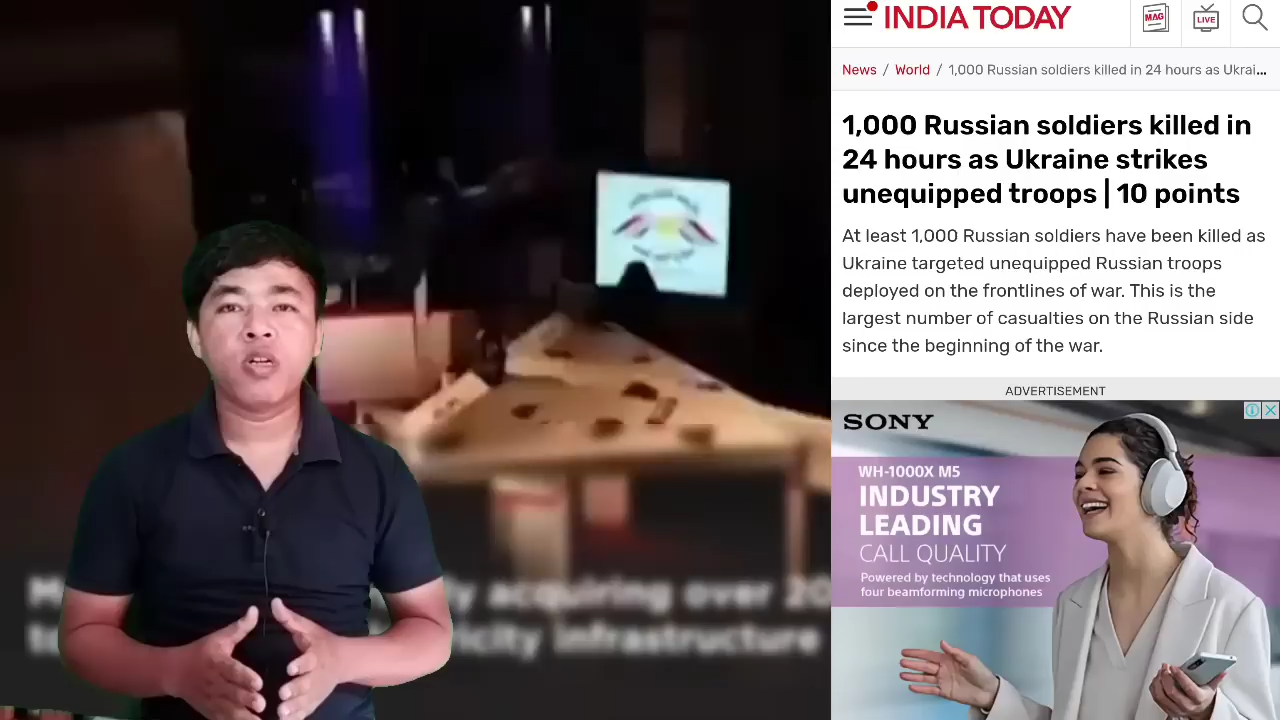 INDIA TODAY
MAG
LIVE
News / World / 1,000 Russian soldiers killed in 24 hours as Ukrai...
1,000 Russian soldiers killed in
24 hours as Ukraine strikes
unequipped troops | 10 points
At least 1,000 Russian soldiers have been killed as
Ukraine targeted unequipped Russian troops
deployed on the frontlines of war. This is the
largest number of casualties on the Russian side
since the beginning of the war.
ADVERTISEMENT
SONY
WH-1000X M5
INDUSTRY
LEADING
CALL QUALITY
Powered by technology that uses
four beamforming microphones
acquiring over 20
infrastructure